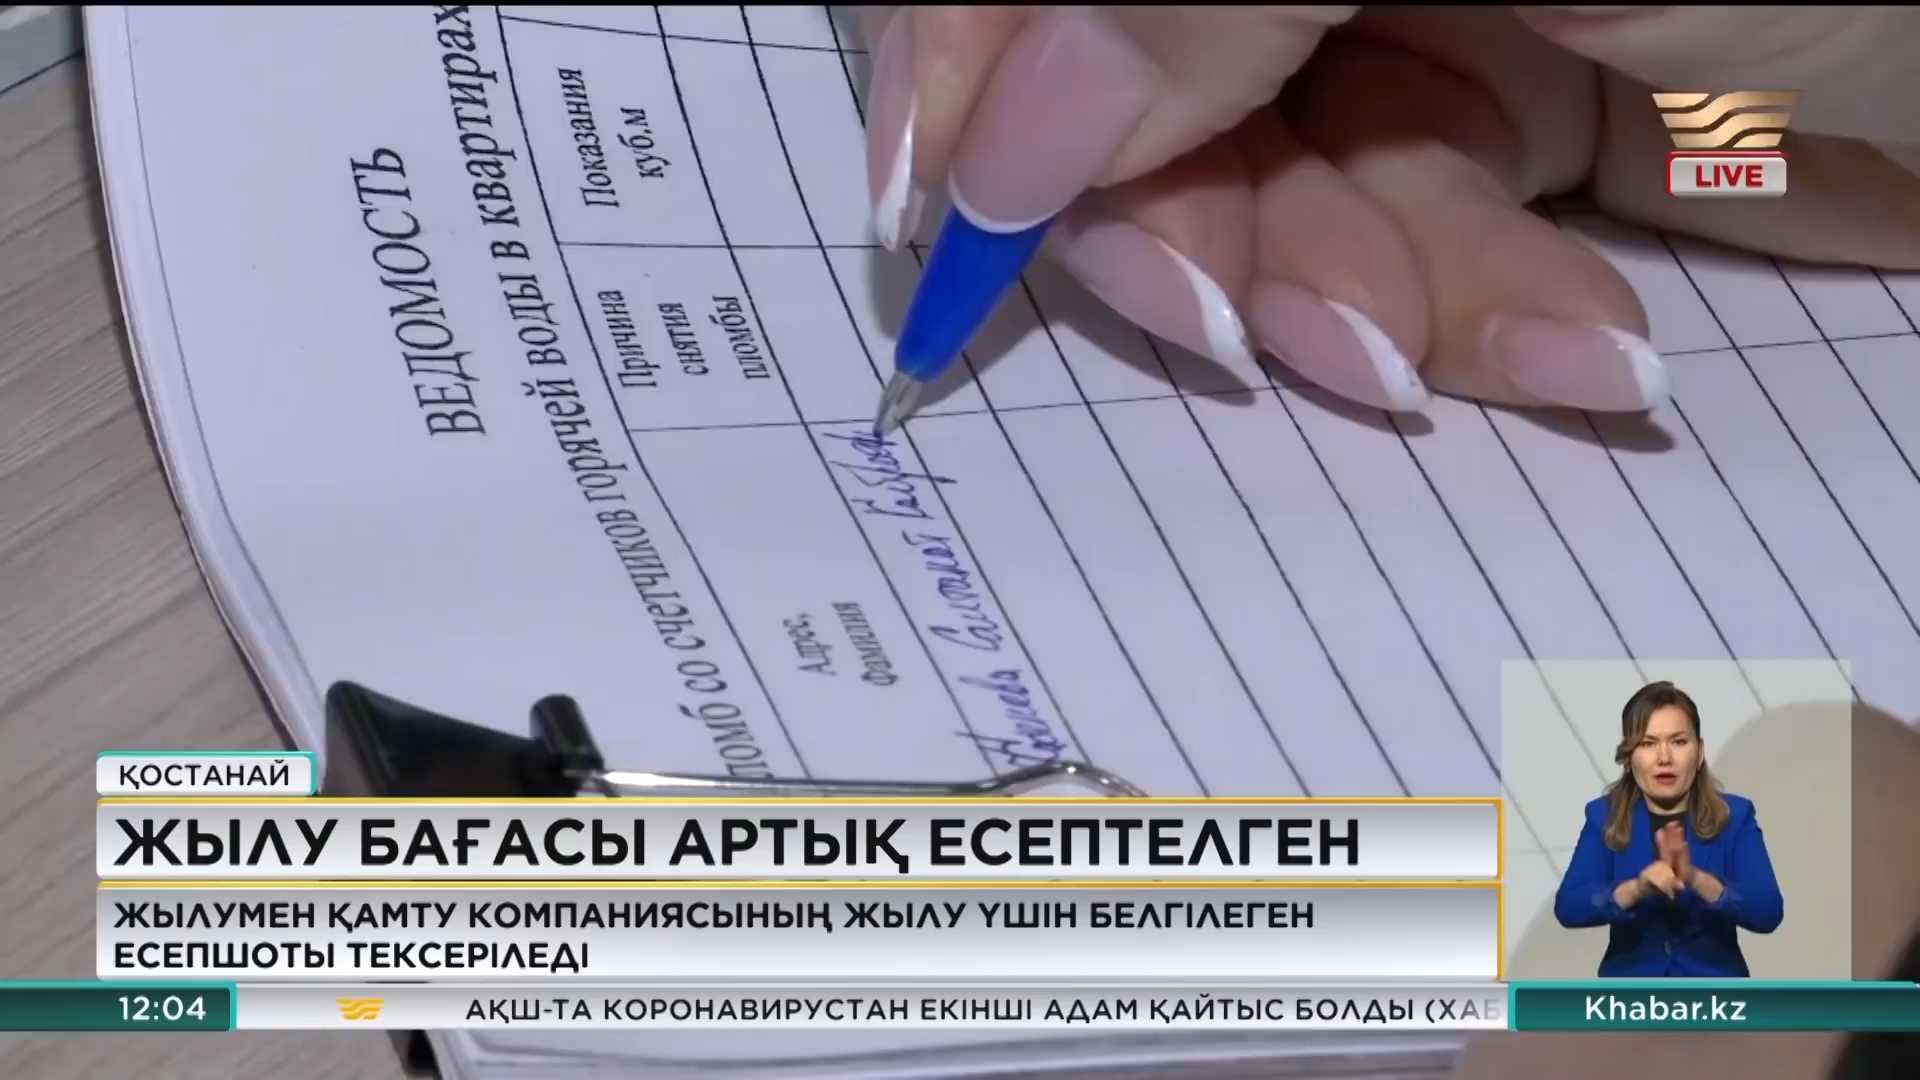 ВЕДОМОСТЬ
пломб со счетчиков горячей воды в квартирах
Адрес,
фамилия
Причина
снятия
пломбы
Показания
куб.м
LIVE
ҚОСТАНАЙ
ЖЫЛУ БАҒАСЫ АРТЫҚ ЕСЕПТЕЛГЕН
ЖЫЛУМЕН ҚАМТУ КОМПАНИЯСЫНЫҢ ЖЫЛУ ҮШІН БЕЛГІЛЕГЕН
ЕСЕПШОТЫ ТЕКСЕРІЛЕДІ
12:04
АҚШ-ТА КОРОНАВИРУСТАН ЕКІНШІ АДАМ ҚАЙТЫС БОЛДЫ (ХАБ
Khabar.kz